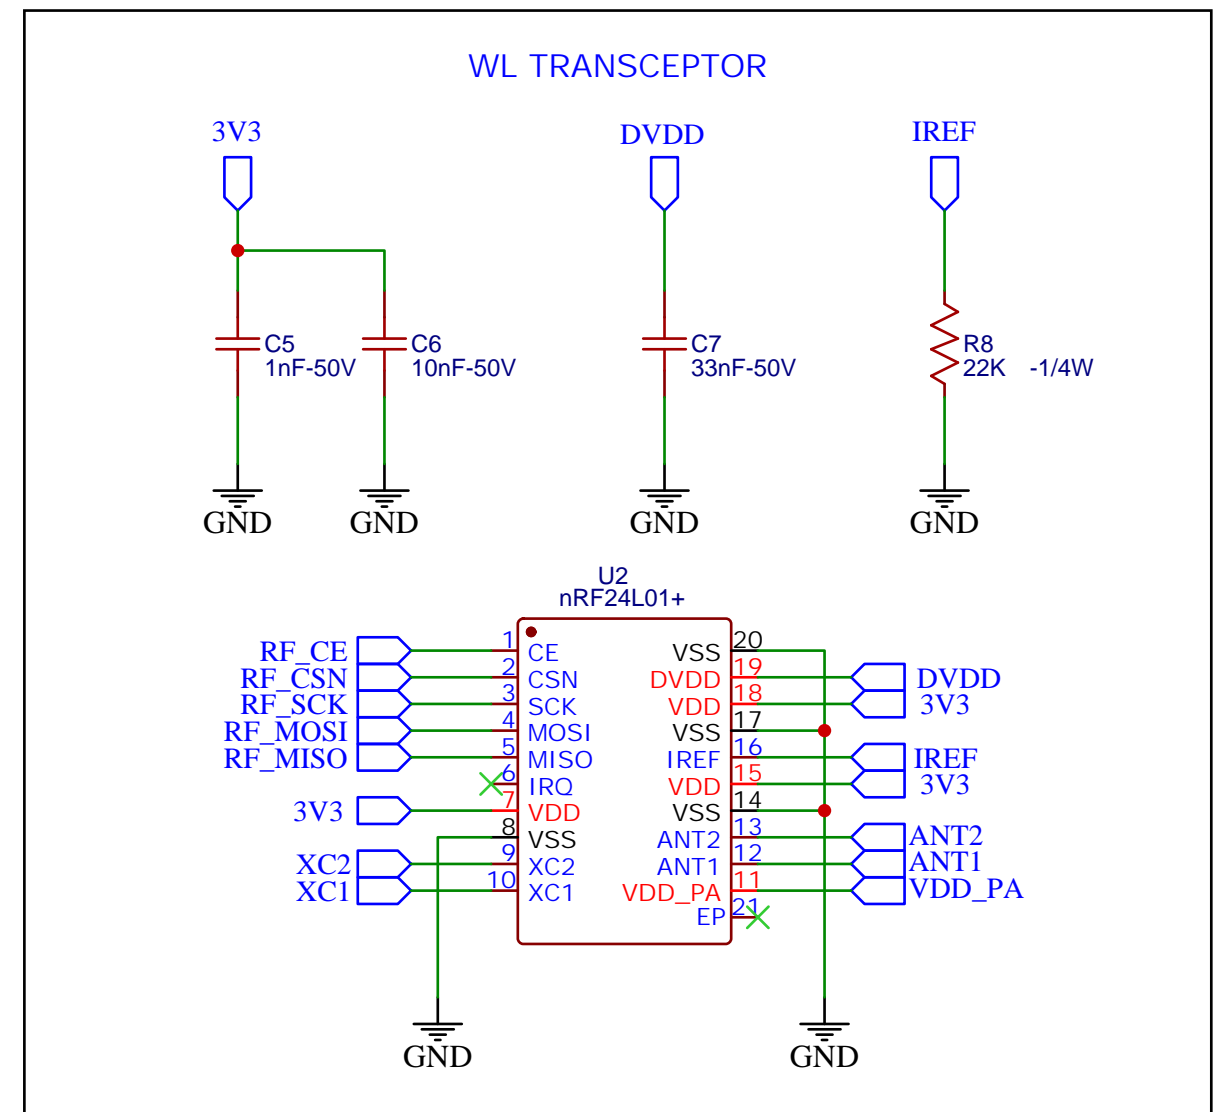 WL TRANSCEPTOR
3V3 DVDD IREF
C5 C6 C7 R8
1nF-50V 10nF-50V 33nF-50V 22K -1/4W
GND GND GND GND
U2
nRF24L01+
RF_CE 1 CE VSS 20
RF_CSN 2 CSN DVDD 19 DVDD
RF_SCK 3 SCK VDD 18 3V3
RF_MOSI 4 MOSI VSS 17
RF_MISO 5 MISO IREF 16 IREF
6 IRQ VDD 15 3V3
3V3 7 VDD VSS 14
8 VSS ANT2 13 ANT2
XC2 9 XC2 ANT1 12 ANT1
XC1 10 XC1 VDD_PA 11 VDD_PA
EP 21
GND GND